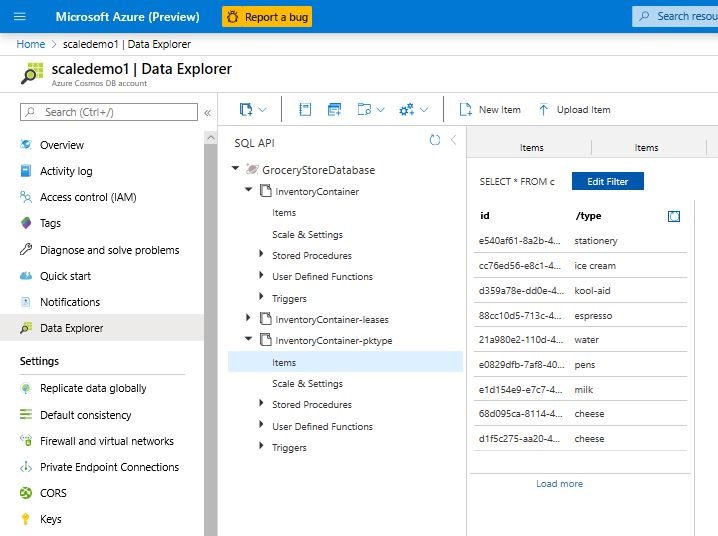 Microsoft Azure (Preview)
Report a bug
Search resou
Home > scaledemo1 | Data Explorer
scaledemo1 | Data Explorer
Azure Cosmos DB account
Search (Ctrl+/)
«
Overview
Activity log
Access control (IAM)
Tags
Diagnose and solve problems
Quick start
Notifications
Data Explorer
Settings
Replicate data globally
Default consistency
Firewall and virtual networks
Private Endpoint Connections
CORS
Keys
New Item
Upload Item
SQL API
GroceryStoreDatabase
InventoryContainer
Items
Scale & Settings
Stored Procedures
User Defined Functions
Triggers
InventoryContainer-leases
InventoryContainer-pktype
Items
Scale & Settings
Stored Procedures
User Defined Functions
Triggers
Items Items
SELECT * FROM c Edit Filter
id /type
e540af61-8a2b-4... stationery
cc76ed56-e8c1-4... ice cream
d359a78e-dd0e-4... kool-aid
88cc10d5-713c-4... espresso
21a980e2-110d-4... water
e0829dfb-7af8-40... pens
e1d154e9-e7c7-4... milk
68d095ca-8114-4... cheese
d1f5c275-aa20-4... cheese
Load more